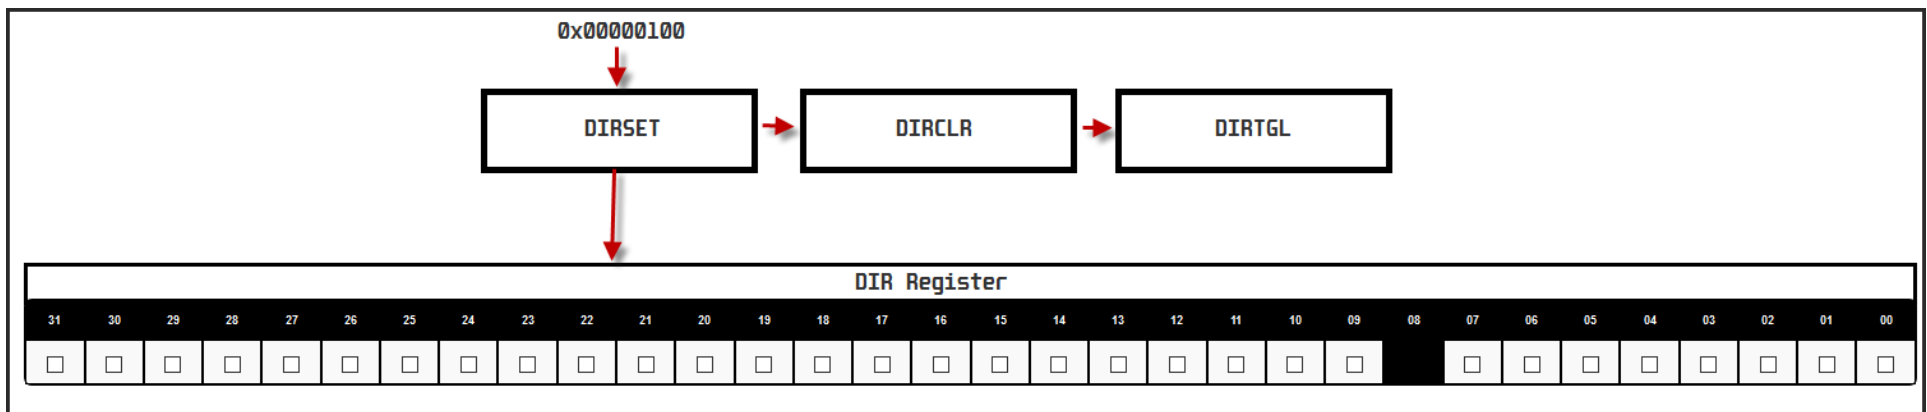 0x00000100
DIRSET DIRCLR DIRTGL
DIR Register
31 30 29 28 27 26 25 24 23 22 21 20 19 18 17 16 15 14 13 12 11 10 09 08 07 06 05 04 03 02 01 00